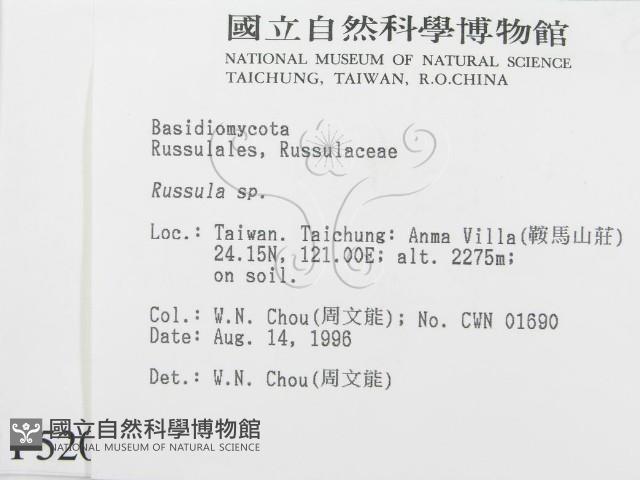 國立自然科學博物館
NATIONAL MUSEUM OF NATURAL SCIENCE
TAICHUNG, TAIWAN, R.O.CHINA
Basidiomycota
Russulales, Russulaceae
Russula sp.
Loc.: Taiwan. Taichung: Anma Villa(鞍馬山莊)
24.15N, 121.00E; alt. 2275m;
on soil.
Col.: W.N. Chou(周文能); No. CWN 01690
Date: Aug. 14, 1996
Det.: W.N. Chou(周文能)
國立自然科學博物館
NATIONAL MUSEUM OF NATURAL SCIENCE